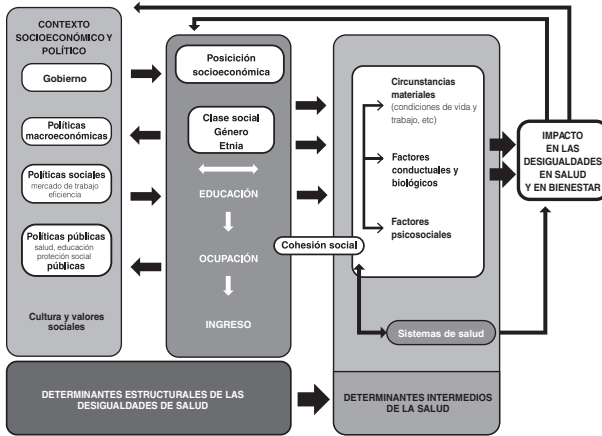 CONTEXTO
SOCIOECONÓMICO Y
POLÍTICO
Gobierno
Políticas
macroeconómicas
Políticas sociales
mercado de trabajo
eficiencia
Políticas públicas
salud, educación
proteción social
públicas
Cultura y valores
sociales
Posicición
socioeconómica
Clase social
Género
Etnia
EDUCACIÓN
OCUPACIÓN
INGRESO
Cohesión social
Circunstancias
materiales
(condiciones de vida y
trabajo, etc)
Factores
conductuales y
biológicos
Factores
psicosociales
Sistemas de salud
IMPACTO
EN LAS
DESIGUALDADES
EN SALUD
Y EN BIENESTAR
DETERMINANTES ESTRUCTURALES DE LAS
DESIGUALDADES DE SALUD
DETERMINANTES INTERMEDIOS
DE LA SALUD